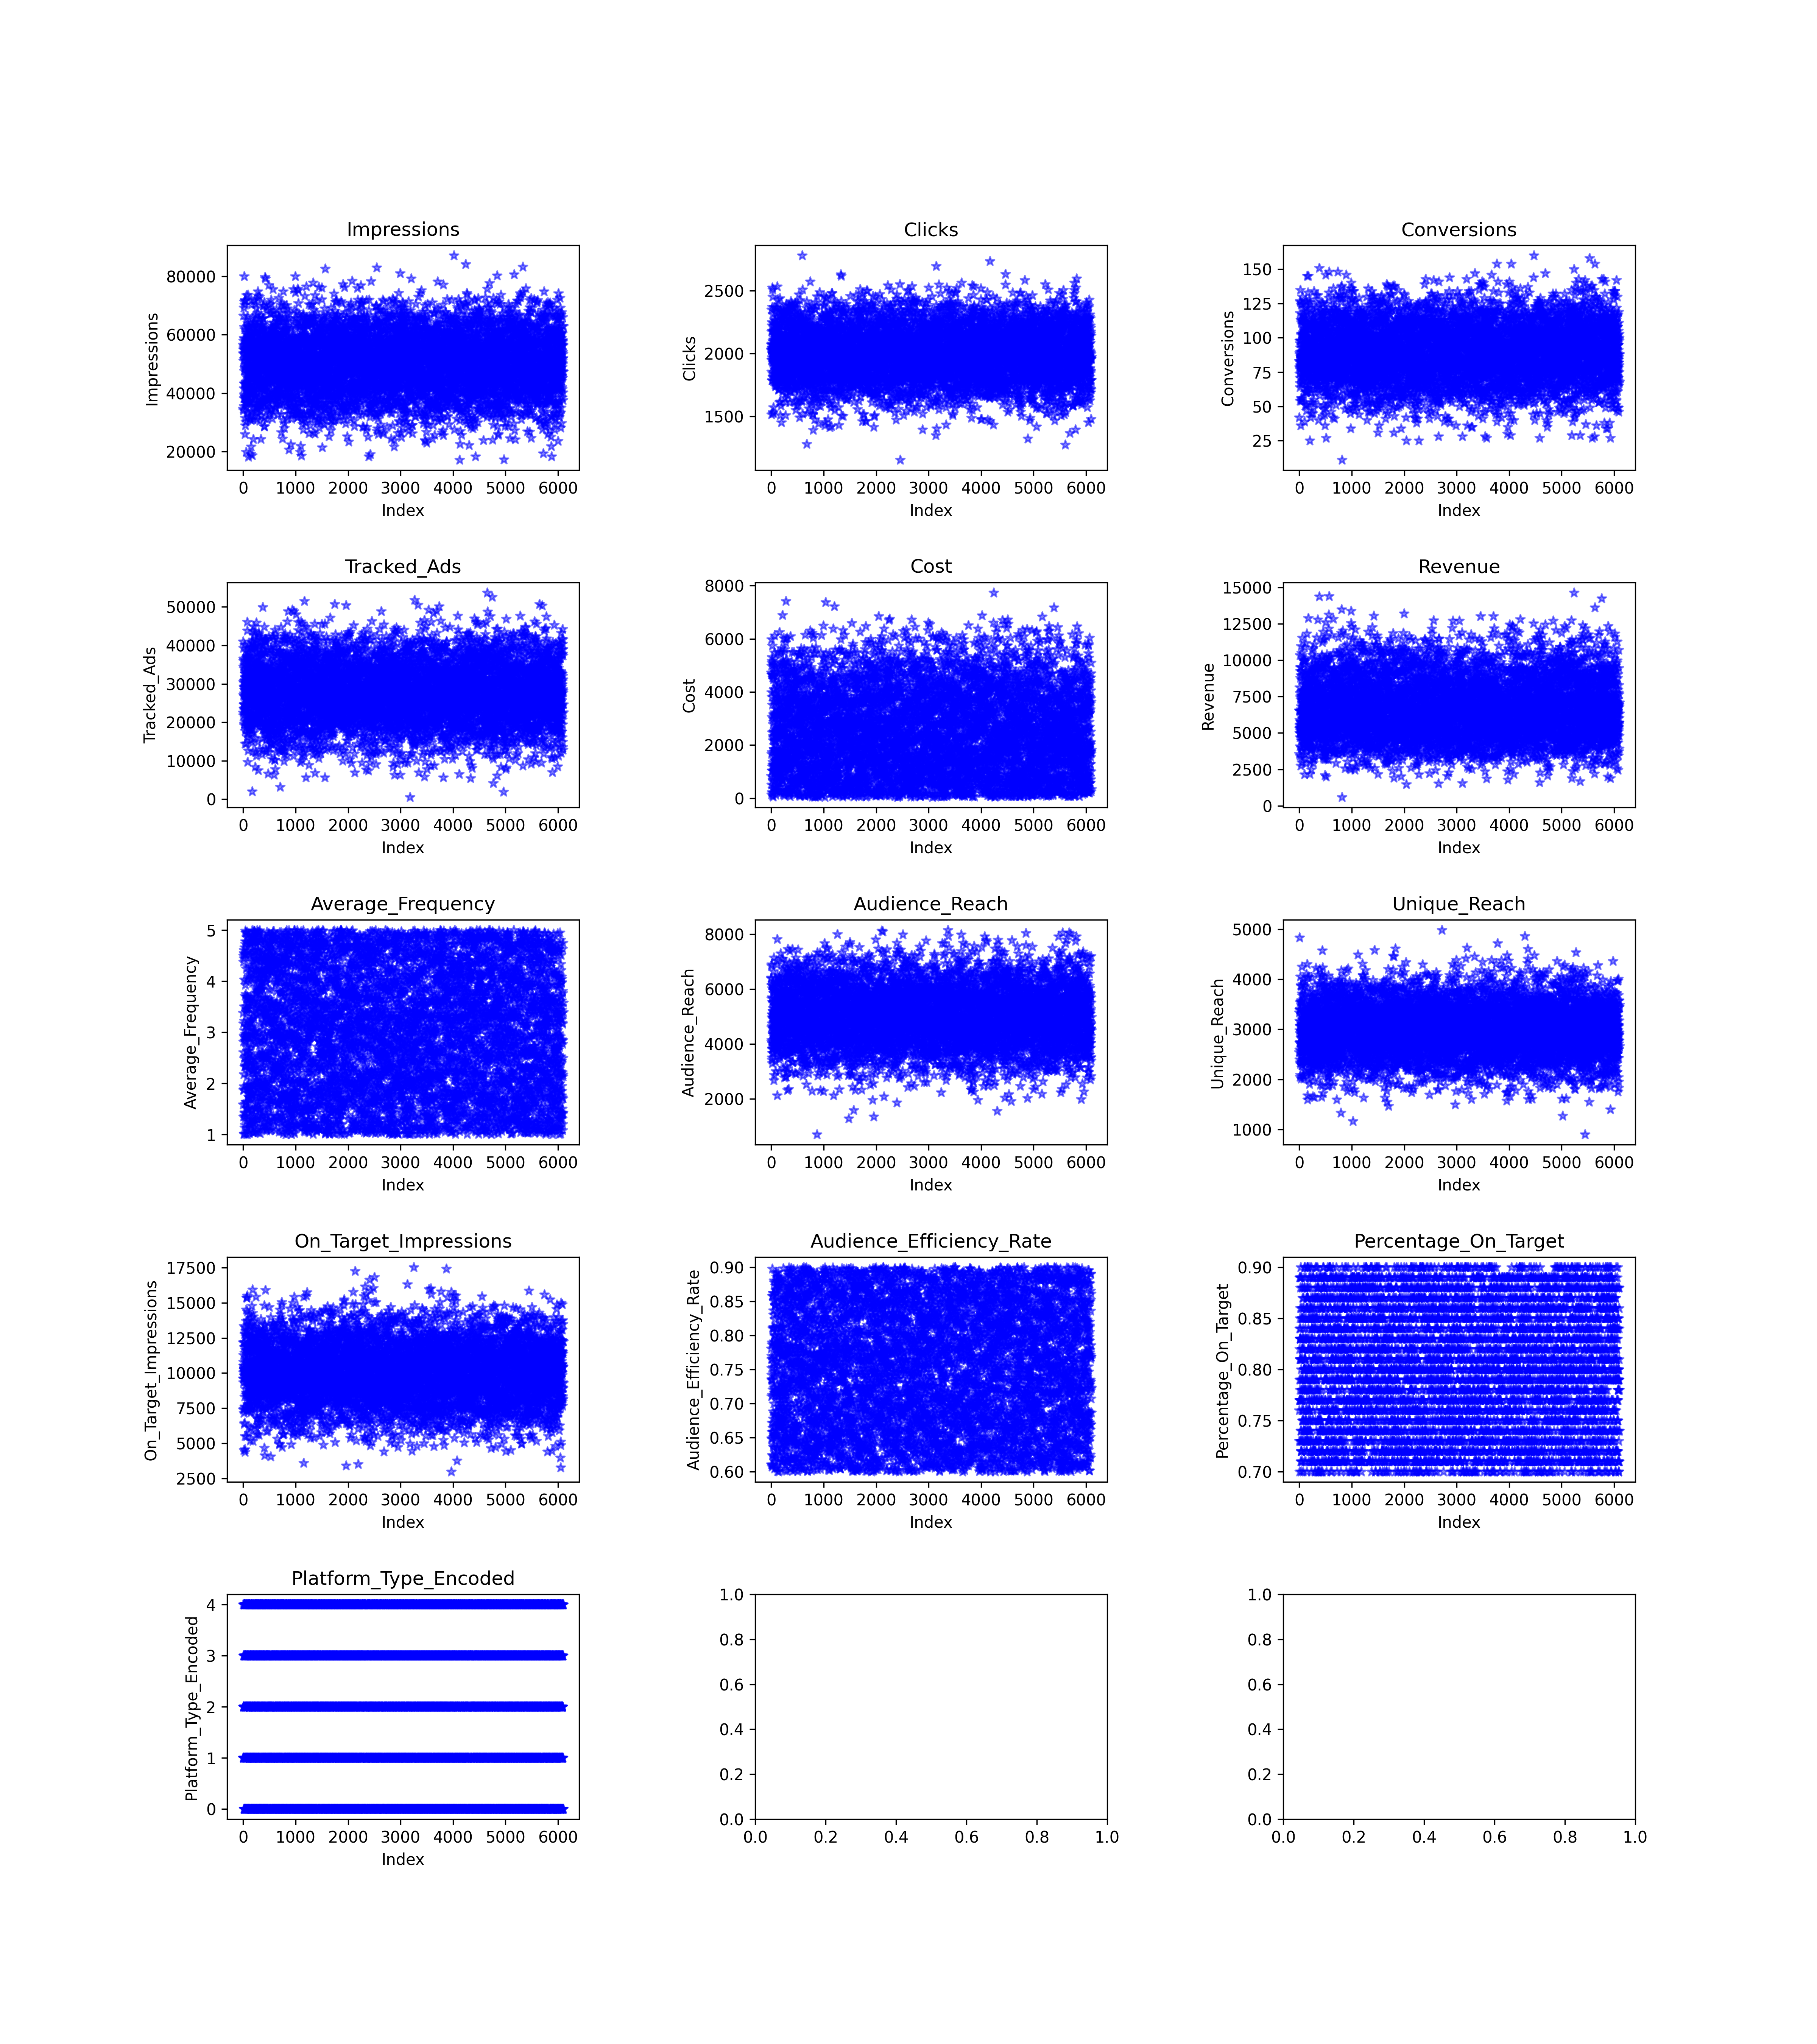 Impressions Clicks Conversions
Impressions
80000
60000
40000
20000
0 1000 2000 3000 4000 5000 6000
Index
Clicks
2500
2000
1500
0 1000 2000 3000 4000 5000 6000
Index
Conversions
150
125
100
75
50
25
0 1000 2000 3000 4000 5000 6000
Index
Tracked_Ads Cost Revenue
Tracked_Ads
50000
40000
30000
20000
10000
0
0 1000 2000 3000 4000 5000 6000
Index
Cost
8000
6000
4000
2000
0
0 1000 2000 3000 4000 5000 6000
Index
Revenue
15000
12500
10000
7500
5000
2500
0
0 1000 2000 3000 4000 5000 6000
Index
Average_Frequency Audience_Reach Unique_Reach
Average_Frequency
5
4
3
2
1
0 1000 2000 3000 4000 5000 6000
Index
Audience_Reach
8000
6000
4000
2000
0 1000 2000 3000 4000 5000 6000
Index
Unique_Reach
5000
4000
3000
2000
1000
0 1000 2000 3000 4000 5000 6000
Index
On_Target_Impressions Audience_Efficiency_Rate Percentage_On_Target
On_Target_Impressions
17500
15000
12500
10000
7500
5000
2500
0 1000 2000 3000 4000 5000 6000
Index
Audience_Efficiency_Rate
0.90
0.85
0.80
0.75
0.70
0.65
0.60
0 1000 2000 3000 4000 5000 6000
Index
Percentage_On_Target
0.90
0.85
0.80
0.75
0.70
0 1000 2000 3000 4000 5000 6000
Index
Platform_Type_Encoded
Platform_Type_Encoded
4
3
2
1
0
0 1000 2000 3000 4000 5000 6000
Index
1.0
0.8
0.6
0.4
0.2
0.0
0.0 0.2 0.4 0.6 0.8 1.0
1.0
0.8
0.6
0.4
0.2
0.0
0.0 0.2 0.4 0.6 0.8 1.0